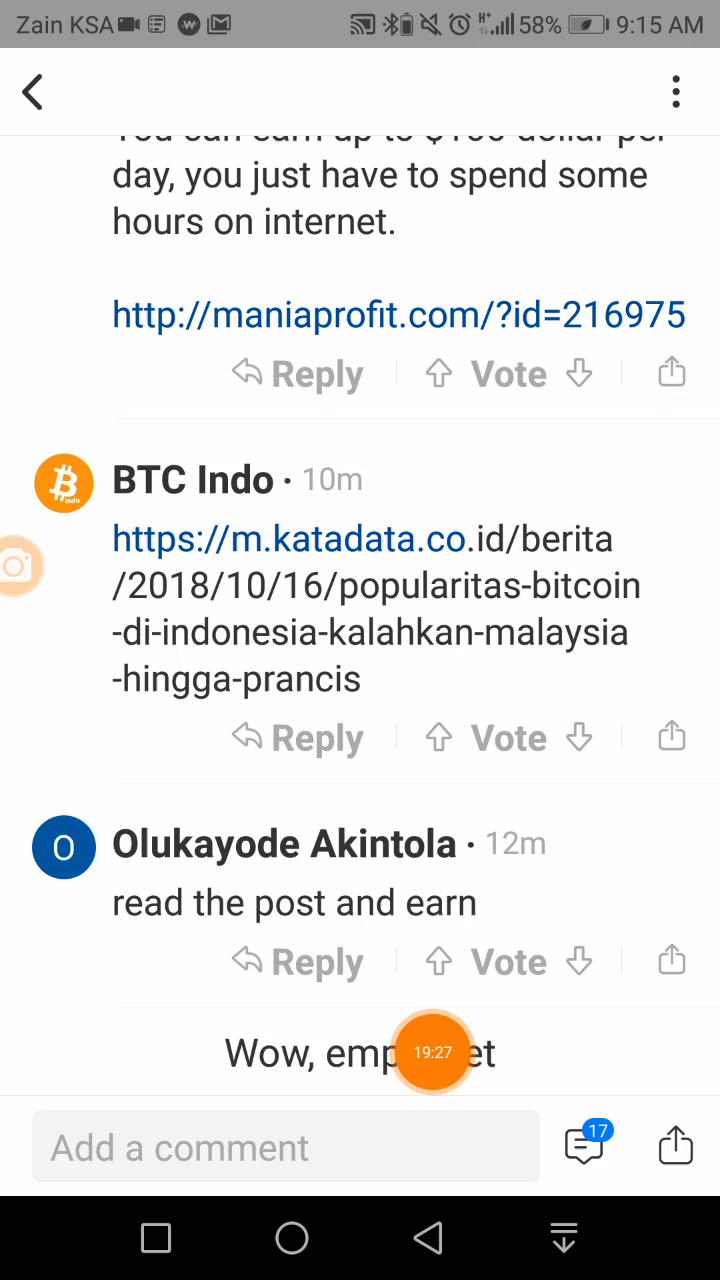 Zain KSA 58% 9:15 AM
day, you just have to spend some
hours on internet.
http://maniaprofit.com/?id=216975
Reply Vote
BTC Indo · 10m
https://m.katadata.co.id/berita
/2018/10/16/popularitas-bitcoin
-di-indonesia-kalahkan-malaysia
-hingga-prancis
Reply Vote
Olukayode Akintola · 12m
read the post and earn
Reply Vote
Wow, 19:27
Add a comment 17